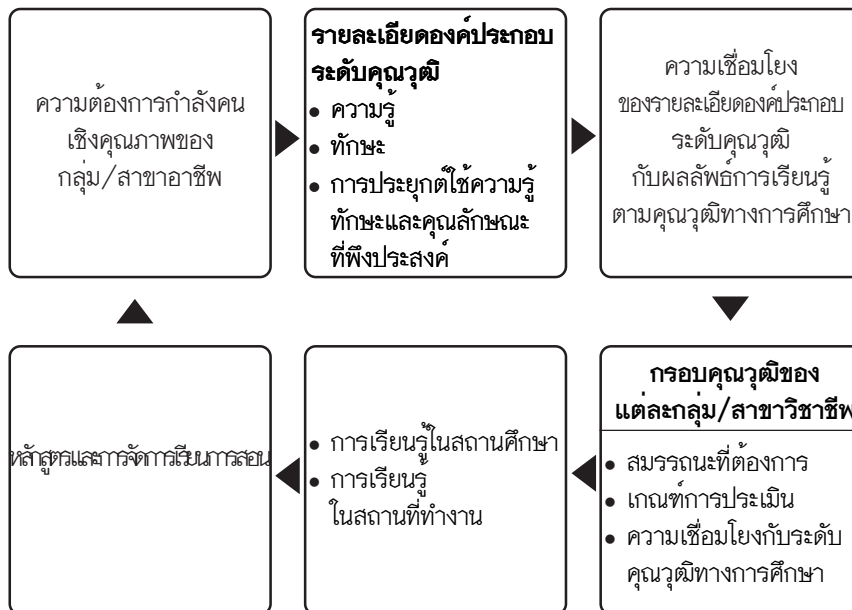 ความต้องการกำลังคน
เชิงคุณภาพของ
กลุ่ม/สาขาอาชีพ
รายละเอียดองค์ประกอบ
ระดับคุณวุฒิ
• ความรู้
• ทักษะ
• การประยุกต์ใช้ความรู้
ทักษะและคุณลักษณะ
ที่พึงประสงค์
ความเชื่อมโยง
ของรายละเอียดองค์ประกอบ
ระดับคุณวุฒิ
กับผลลัพธ์การเรียนรู้
ตามคุณวุฒิทางการศึกษา
กรอบคุณวุฒิของ
แต่ละกลุ่ม/สาขาวิชาชีพ
• สมรรถนะที่ต้องการ
• เกณฑ์การประเมิน
• ความเชื่อมโยงกับระดับ
คุณวุฒิทางการศึกษา
• การเรียนรู้ในสถานศึกษา
• การเรียนรู้
ในสถานที่ทำงาน
หลักสูตรและการจัดการเรียนการสอน